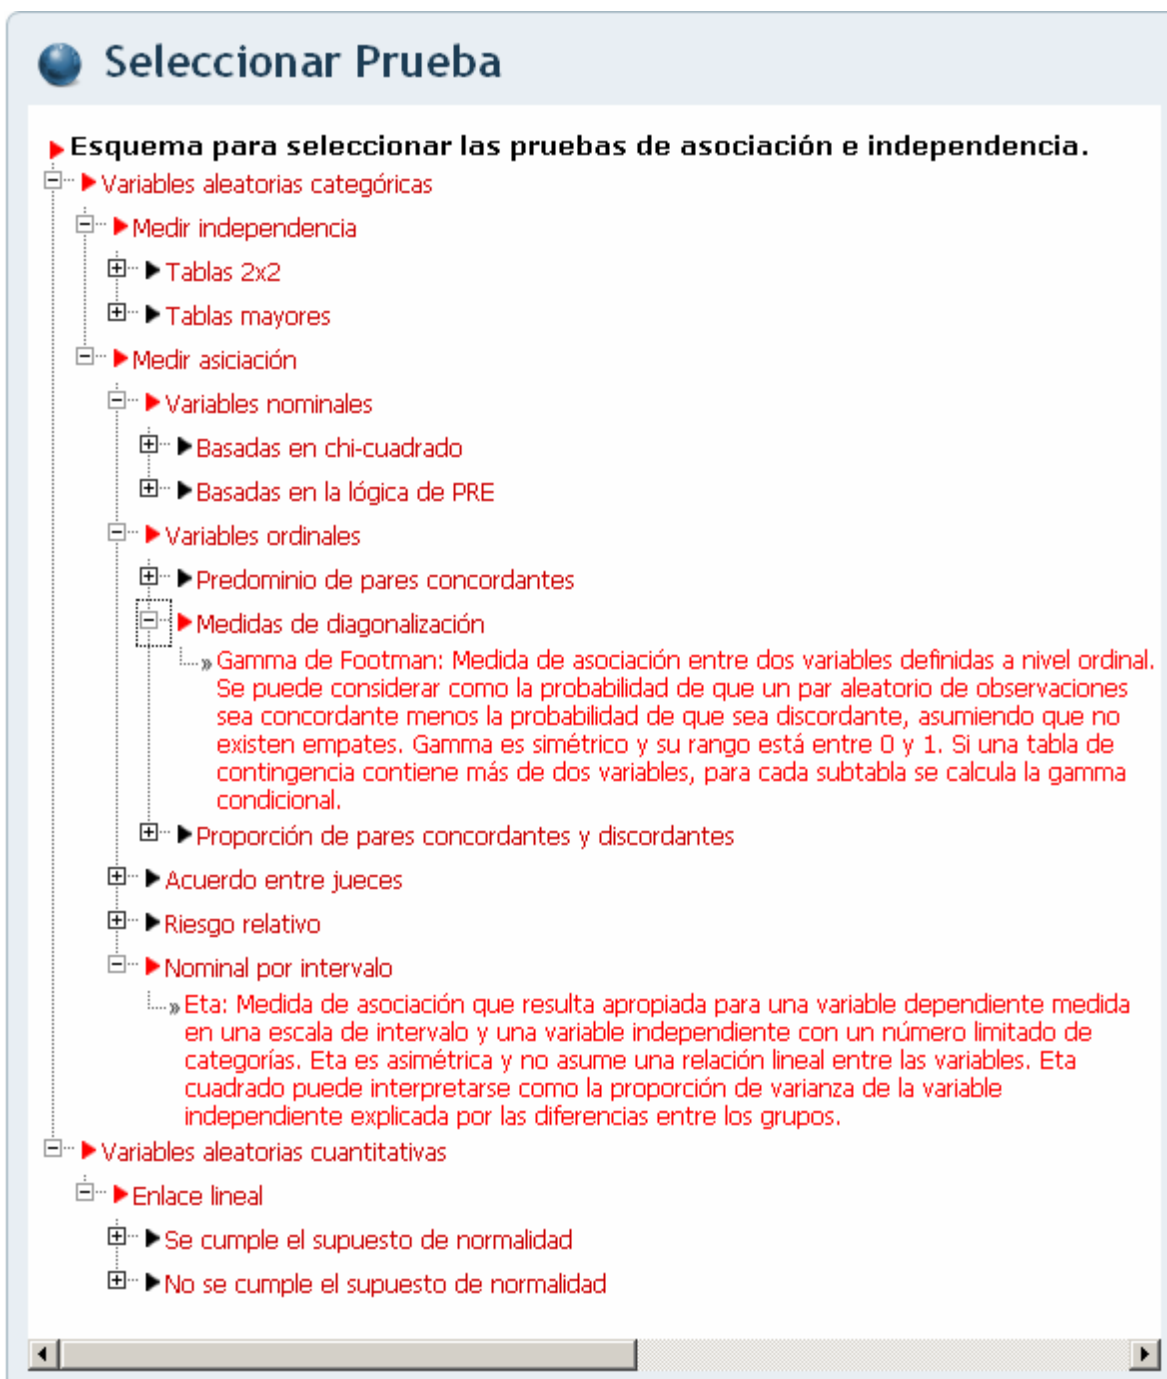 Seleccionar Prueba
Esquema para seleccionar las pruebas de asociación e independencia.
Variables aleatorias categóricas
Medir independencia
Tablas 2x2
Tablas mayores
Medir asiciación
Variables nominales
Basadas en chi-cuadrado
Basadas en la lógica de PRE
Variables ordinales
Predominio de pares concordantes
Medidas de diagonalización
» Gamma de Footman: Medida de asociación entre dos variables definidas a nivel ordinal.
Se puede considerar como la probabilidad de que un par aleatorio de observaciones
sea concordante menos la probabilidad de que sea discordante, asumiendo que no
existen empates. Gamma es simétrico y su rango está entre 0 y 1. Si una tabla de
contingencia contiene más de dos variables, para cada subtabla se calcula la gamma
condicional.
Proporción de pares concordantes y discordantes
Acuerdo entre jueces
Riesgo relativo
Nominal por intervalo
» Eta: Medida de asociación que resulta apropiada para una variable dependiente medida
en una escala de intervalo y una variable independiente con un número limitado de
categorías. Eta es asimétrica y no asume una relación lineal entre las variables. Eta
cuadrado puede interpretarse como la proporción de varianza de la variable
independiente explicada por las diferencias entre los grupos.
Variables aleatorias cuantitativas
Enlace lineal
Se cumple el supuesto de normalidad
No se cumple el supuesto de normalidad